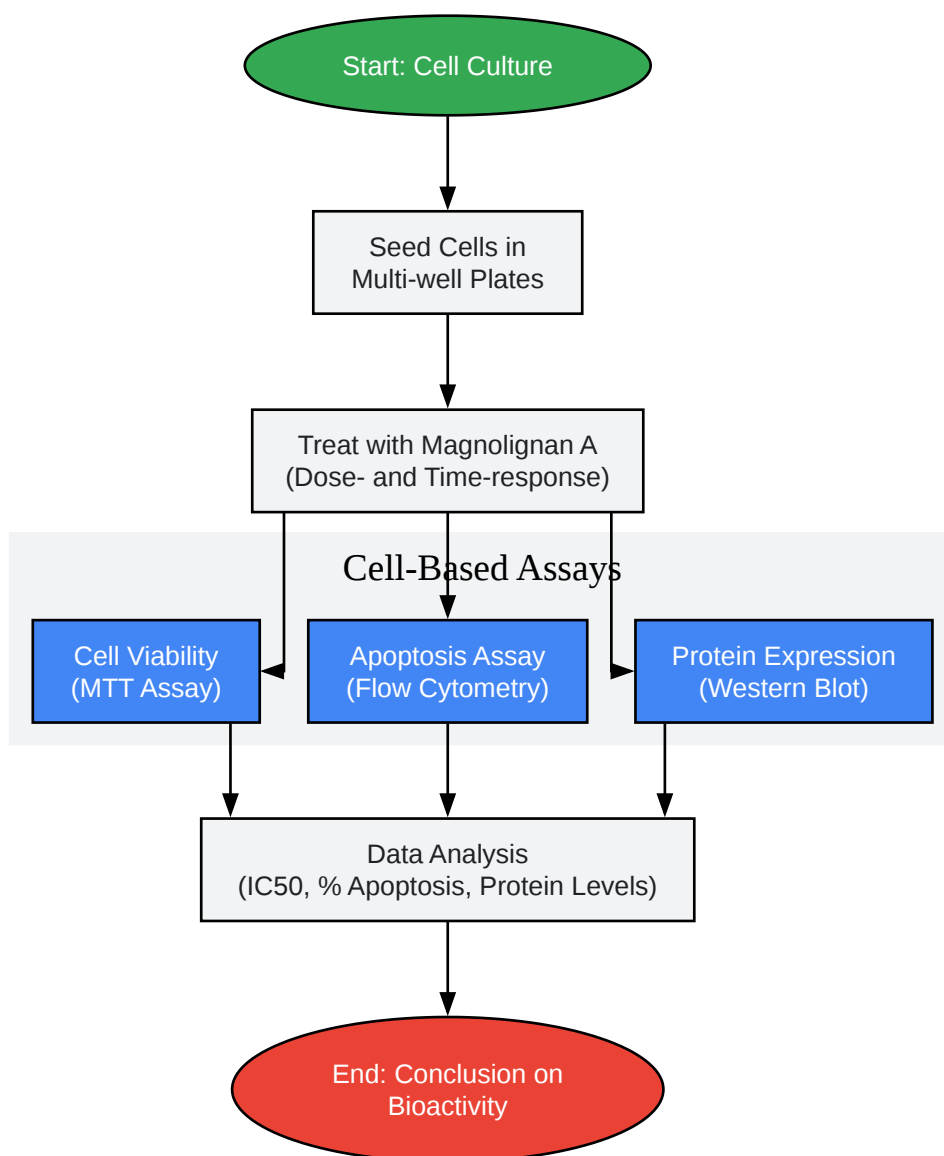 Start: Cell Culture
Seed Cells in
Multi-well Plates
Treat with Magnolignan A
(Dose- and Time-response)
Cell-Based Assays
Cell Viability
(MTT Assay)
Apoptosis Assay
(Flow Cytometry)
Protein Expression
(Western Blot)
Data Analysis
(IC50, % Apoptosis, Protein Levels)
End: Conclusion on
Bioactivity